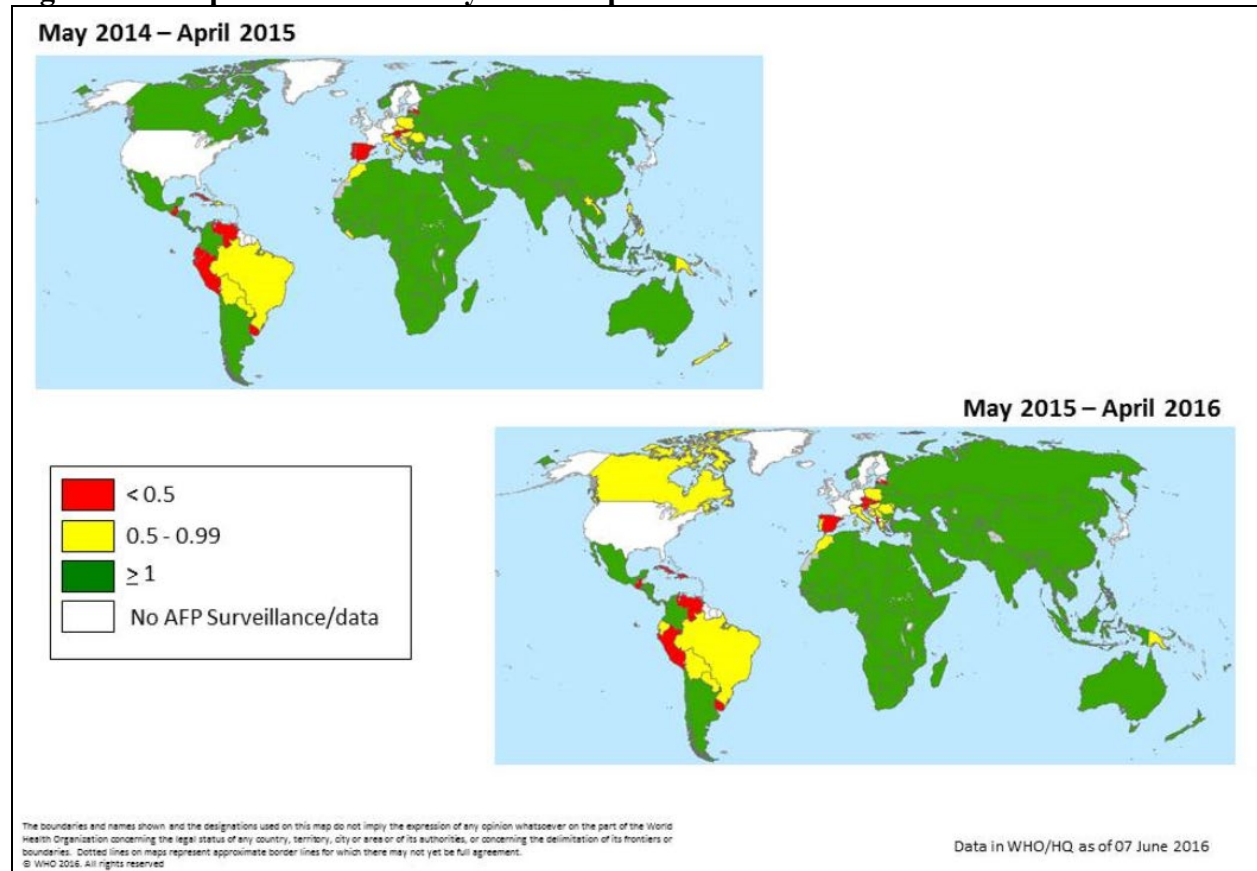 May 2014 – April 2015
May 2015 – April 2016
< 0.5
0.5 - 0.99
≥ 1
No AFP Surveillance/data
The boundaries and names shown and the designations used on this map do not imply the expression of any opinion whatsoever on the part of the World
Health Organization concerning the legal status of any country, territory, city or area or of its authorities, or concerning the delimitation of its frontiers or
boundaries. Dotted lines on maps represent approximate border lines for which there may not yet be full agreement.
© WHO 2016. All rights reserved
Data in WHO/HQ as of 07 June 2016